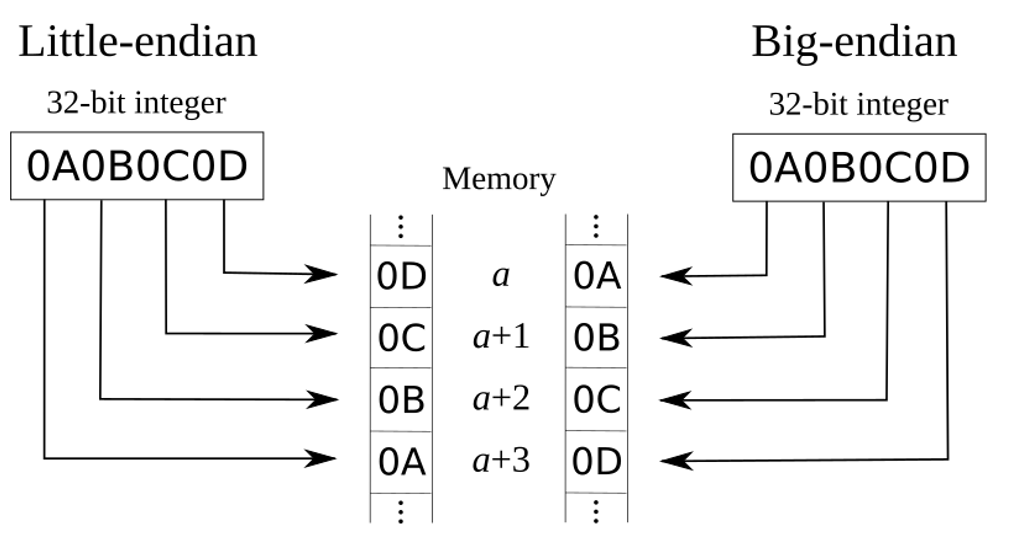 Little-endian
32-bit integer
0A0B0C0D
Big-endian
32-bit integer
0A0B0C0D
Memory
⋮ ⋮
0D a 0A
0C a+1 0B
0B a+2 0C
0A a+3 0D
⋮ ⋮